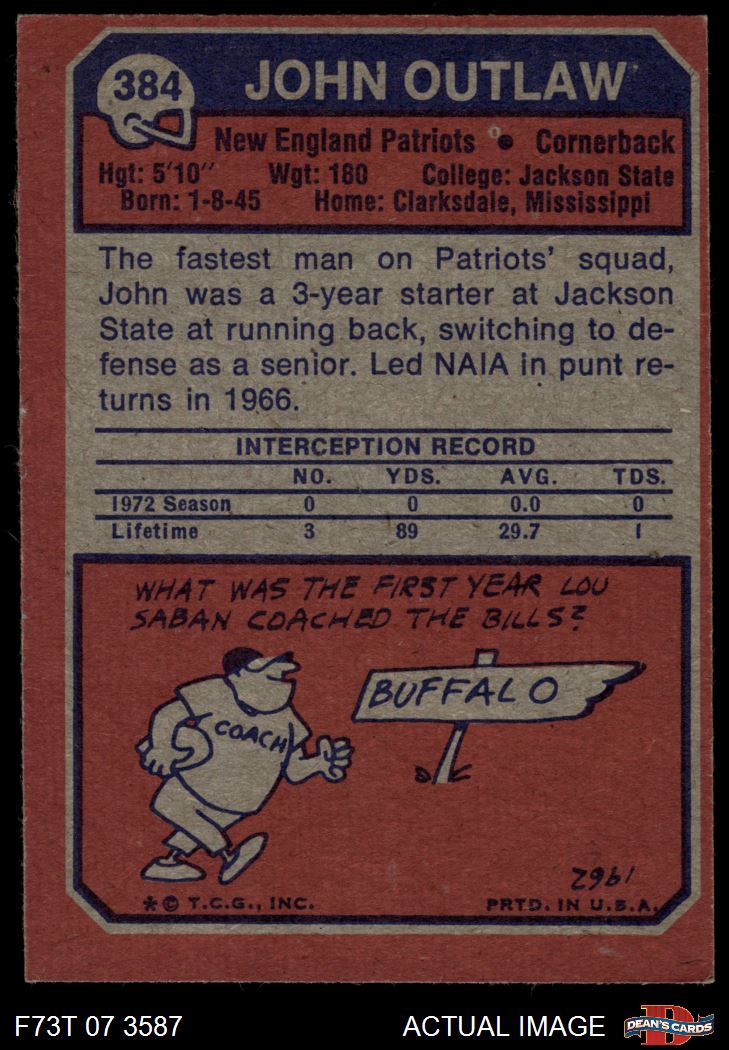 384
JOHN OUTLAW
New England Patriots • Cornerback
Hgt: 5'10" Wgt: 180 College: Jackson State
Born: 1-8-45 Home: Clarksdale, Mississippi
The fastest man on Patriots' squad,
John was a 3-year starter at Jackson
State at running back, switching to de-
fense as a senior. Led NAIA in punt re-
turns in 1966.
INTERCEPTION RECORD
NO. YDS. AVG. TDS.
1972 Season 0 0 0.0 0
Lifetime 3 89 29.7 1
WHAT WAS THE FIRST YEAR LOU
SABAN COACHED THE BILLS?
BUFFALO
COACH
1962
* © T.C.G., INC. PRTD. IN U.S.A.
F73T 07 3587 ACTUAL IMAGE
D
DEAN'S CARDS